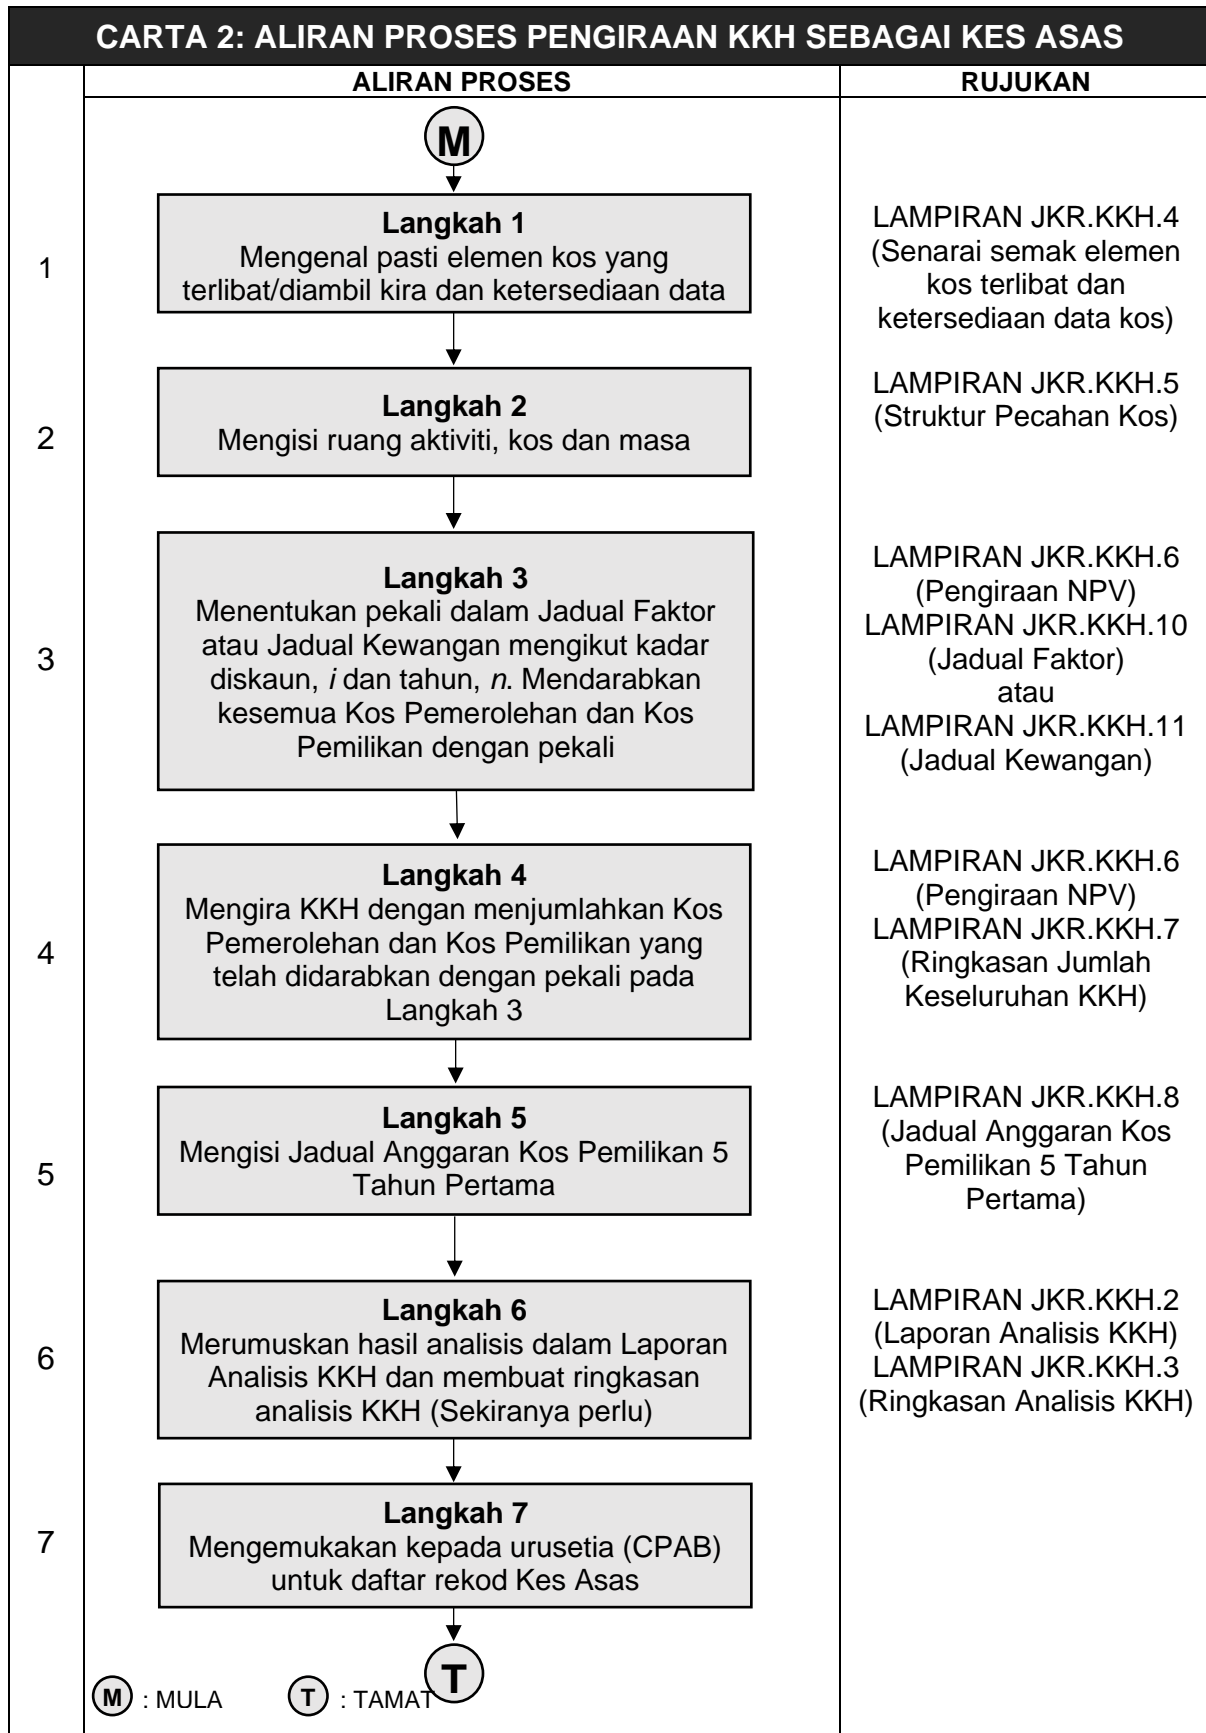 CARTA 2: ALIRAN PROSES PENGIRAAN KKH SEBAGAI KES ASAS
ALIRAN PROSES
RUJUKAN
M
1
Langkah 1
Mengenal pasti elemen kos yang
terlibat/diambil kira dan ketersediaan data
LAMPIRAN JKR.KKH.4
(Senarai semak elemen
kos terlibat dan
ketersediaan data kos)
2
Langkah 2
Mengisi ruang aktiviti, kos dan masa
LAMPIRAN JKR.KKH.5
(Struktur Pecahan Kos)
3
Langkah 3
Menentukan pekali dalam Jadual Faktor
atau Jadual Kewangan mengikut kadar
diskaun, i dan tahun, n. Mendarabkan
kesemua Kos Pemerolehan dan Kos
Pemilikan dengan pekali
LAMPIRAN JKR.KKH.6
(Pengiraan NPV)
LAMPIRAN JKR.KKH.10
(Jadual Faktor)
atau
LAMPIRAN JKR.KKH.11
(Jadual Kewangan)
4
Langkah 4
Mengira KKH dengan menjumlahkan Kos
Pemerolehan dan Kos Pemilikan yang
telah didarabkan dengan pekali pada
Langkah 3
LAMPIRAN JKR.KKH.6
(Pengiraan NPV)
LAMPIRAN JKR.KKH.7
(Ringkasan Jumlah
Keseluruhan KKH)
5
Langkah 5
Mengisi Jadual Anggaran Kos Pemilikan 5
Tahun Pertama
LAMPIRAN JKR.KKH.8
(Jadual Anggaran Kos
Pemilikan 5 Tahun
Pertama)
6
Langkah 6
Merumuskan hasil analisis dalam Laporan
Analisis KKH dan membuat ringkasan
analisis KKH (Sekiranya perlu)
LAMPIRAN JKR.KKH.2
(Laporan Analisis KKH)
LAMPIRAN JKR.KKH.3
(Ringkasan Analisis KKH)
7
Langkah 7
Mengemukakan kepada urusetia (CPAB)
untuk daftar rekod Kes Asas
T
M : MULA T : TAMAT